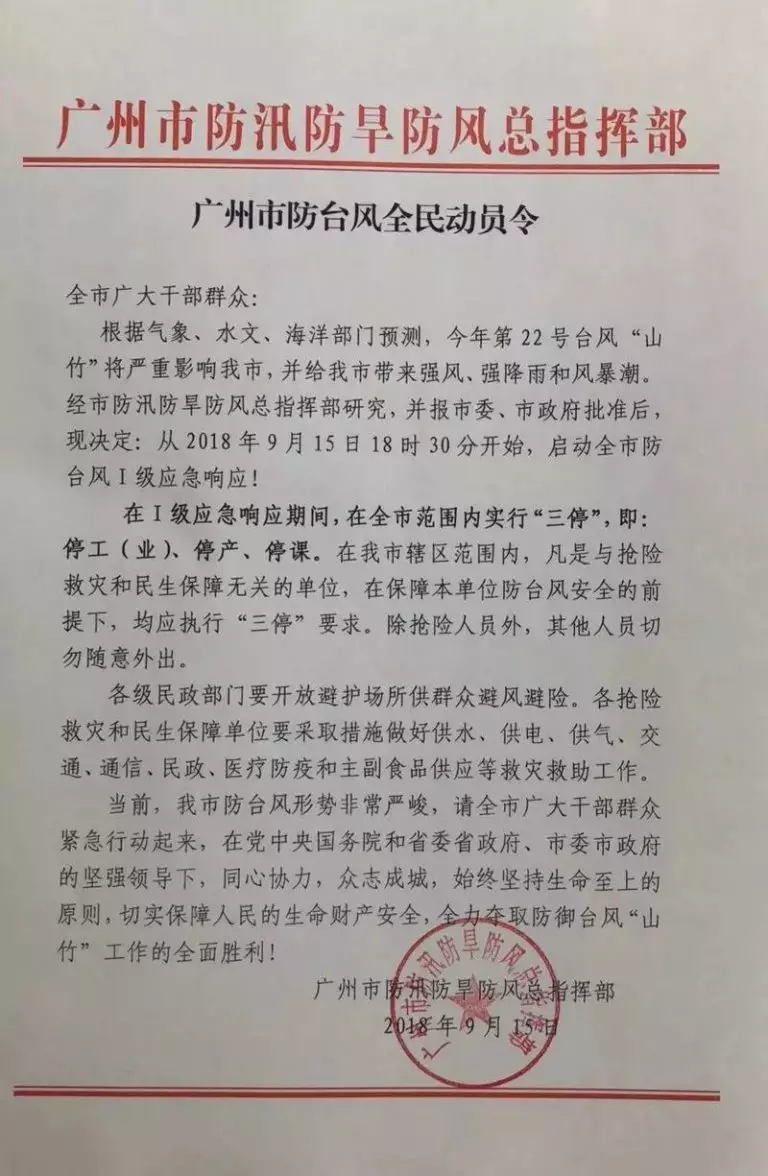 广州市防汛防旱防风总指挥部
广州市防台风全民动员令
全市广大干部群众：
根据气象、水文、海洋部门预测，今年第 22 号台风“山
竹”将严重影响我市，并给我市带来强风、强降雨和风暴潮。
经市防汛防旱防风总指挥部研究，并报市委、市政府批准后，
现决定：从 2018 年 9 月 15 日 18 时 30 分开始，启动全市防
台风 I 级应急响应！
在 I 级应急响应期间，在全市范围内实行“三停”，即：
停工（业）、停产、停课。在我市辖区范围内，凡是与抢险
救灾和民生保障无关的单位，在保障本单位防台风安全的前
提下，均应执行“三停”要求。除抢险人员外，其他人员切
勿随意外出。
各级民政部门要开放避护场所供群众避风避险。各抢险
救灾和民生保障单位要采取措施做好供水、供电、供气、交
通、通信、民政、医疗防疫和主副食品供应等救灾救助工作。
当前，我市防台风形势非常严峻，请全市广大干部群众
紧急行动起来，在党中央国务院和省委省政府、市委市政府
的坚强领导下，同心协力，众志成城，始终坚持生命至上的
原则，切实保障人民的生命财产安全，全力夺取防御台风“山
竹”工作的全面胜利！
广州市防汛防旱防风总指挥部
2018 年 9 月 15 日
广州市防汛防旱防风总指挥部